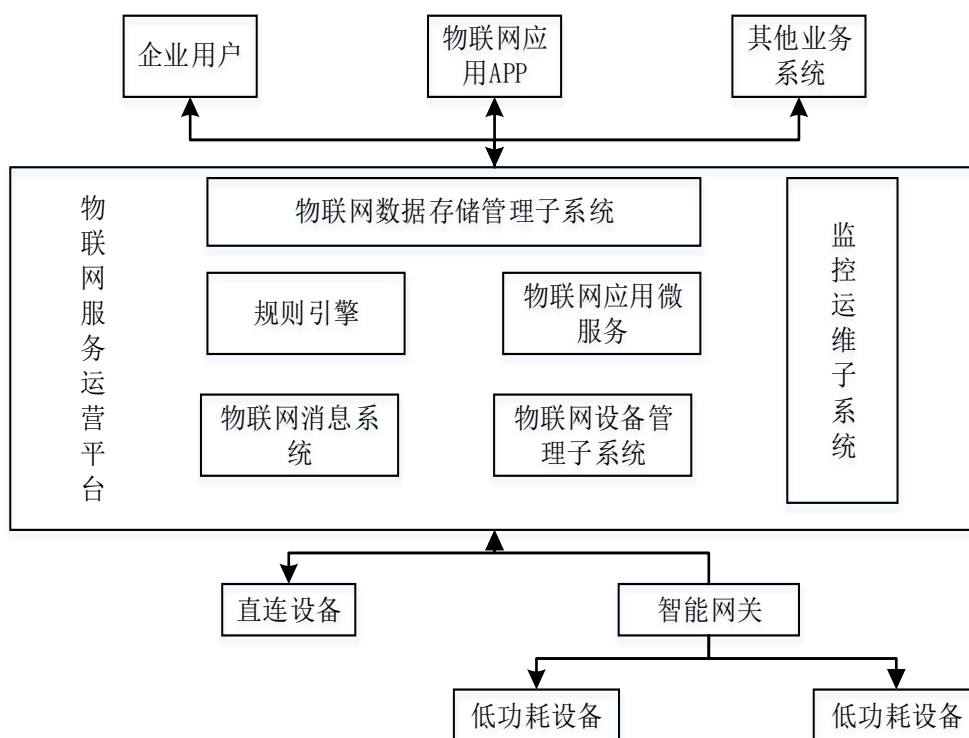 企业用户
物联网应
用APP
其他业务
系统
物联网服务运营平台
物联网数据存储管理子系统
监控运维子系统
规则引擎
物联网应用微
服务
物联网消息系
统
物联网设备管
理子系统
直连设备
智能网关
低功耗设备
低功耗设备